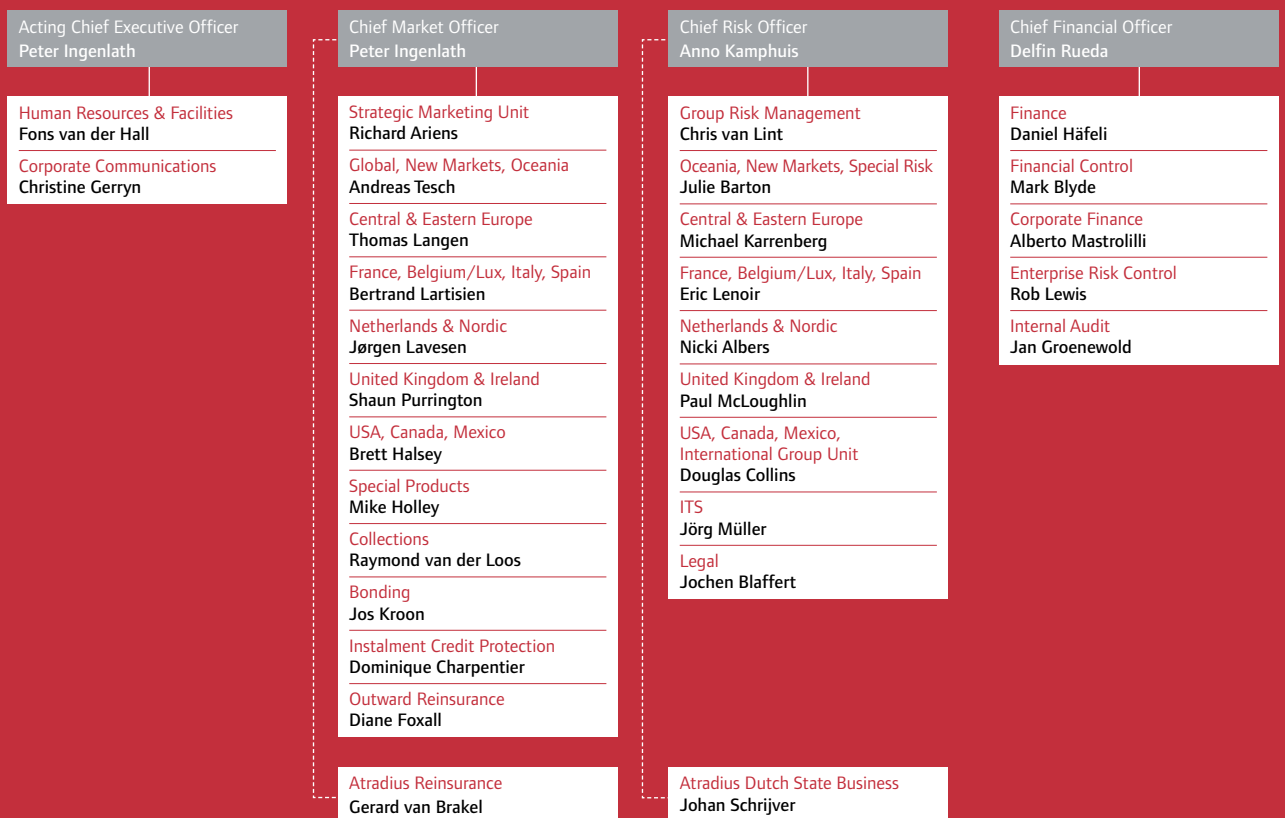 Acting Chief Executive Officer
Peter Ingenlath
Human Resources & Facilities
Fons van der Hall
Corporate Communications
Christine Gerryn
Chief Market Officer
Peter Ingenlath
Strategic Marketing Unit
Richard Ariens
Global, New Markets, Oceania
Andreas Tesch
Central & Eastern Europe
Thomas Langen
France, Belgium/Lux, Italy, Spain
Bertrand Lartisien
Netherlands & Nordic
Jørgen Lavesen
United Kingdom & Ireland
Shaun Purrington
USA, Canada, Mexico
Brett Halsey
Special Products
Mike Holley
Collections
Raymond van der Loos
Bonding
Jos Kroon
Instalment Credit Protection
Dominique Charpentier
Outward Reinsurance
Diane Foxall
Atradius Reinsurance
Gerard van Brakel
Chief Risk Officer
Anno Kamphuis
Group Risk Management
Chris van Lint
Oceania, New Markets, Special Risk
Julie Barton
Central & Eastern Europe
Michael Karrenberg
France, Belgium/Lux, Italy, Spain
Eric Lenoir
Netherlands & Nordic
Nicki Albers
United Kingdom & Ireland
Paul McLoughlin
USA, Canada, Mexico,
International Group Unit
Douglas Collins
ITS
Jörg Müller
Legal
Jochen Blaffert
Atradius Dutch State Business
Johan Schrijver
Chief Financial Officer
Delfin Rueda
Finance
Daniel Häfeli
Financial Control
Mark Blyde
Corporate Finance
Alberto Mastrolilli
Enterprise Risk Control
Rob Lewis
Internal Audit
Jan Groenewold